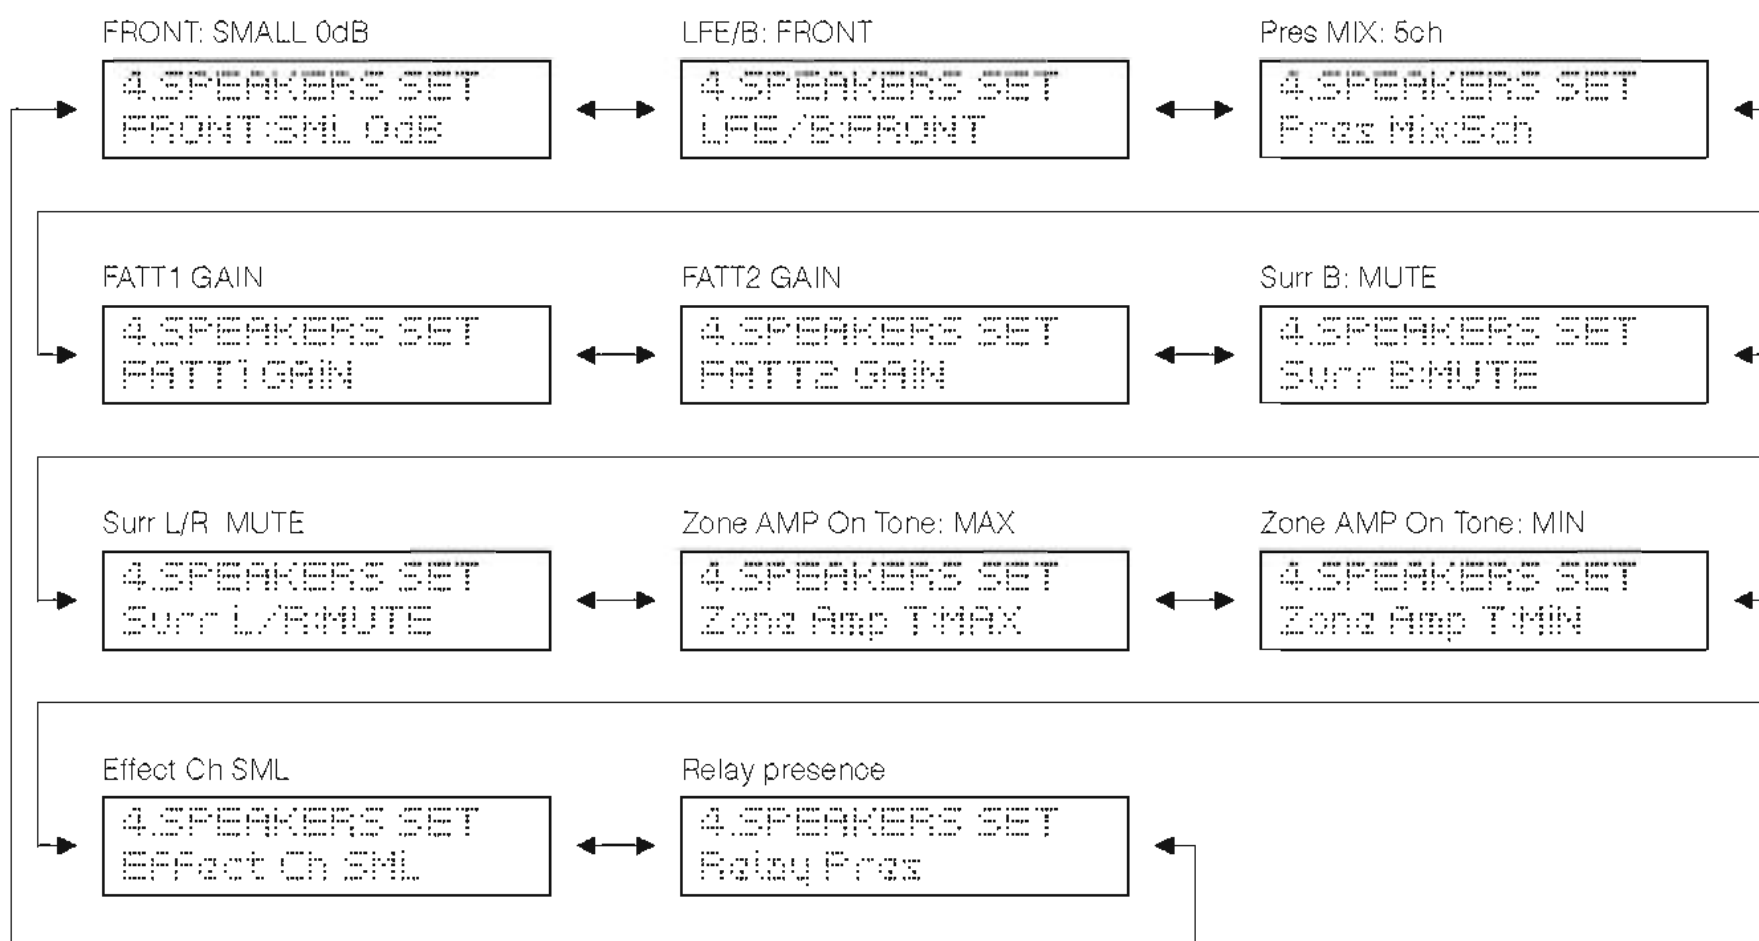 FRONT: SMALL 0dB
4.SPEAKERS SET
FRONT:SML 0dB
LFE/B: FRONT
4.SPEAKERS SET
LFE/B:FRONT
Pres MIX: 5ch
4.SPEAKERS SET
Pres Mix:5ch
FATT1 GAIN
4.SPEAKERS SET
FATT1 GAIN
FATT2 GAIN
4.SPEAKERS SET
FATT2 GAIN
Surr B: MUTE
4.SPEAKERS SET
Surr B:MUTE
Surr L/R MUTE
4.SPEAKERS SET
Surr L/R:MUTE
Zone AMP On Tone: MAX
4.SPEAKERS SET
Zone Amp T:MAX
Zone AMP On Tone: MIN
4.SPEAKERS SET
Zone Amp T:MIN
Effect Ch SML
4.SPEAKERS SET
Effect Ch SML
Relay presence
4.SPEAKERS SET
Relay Pres